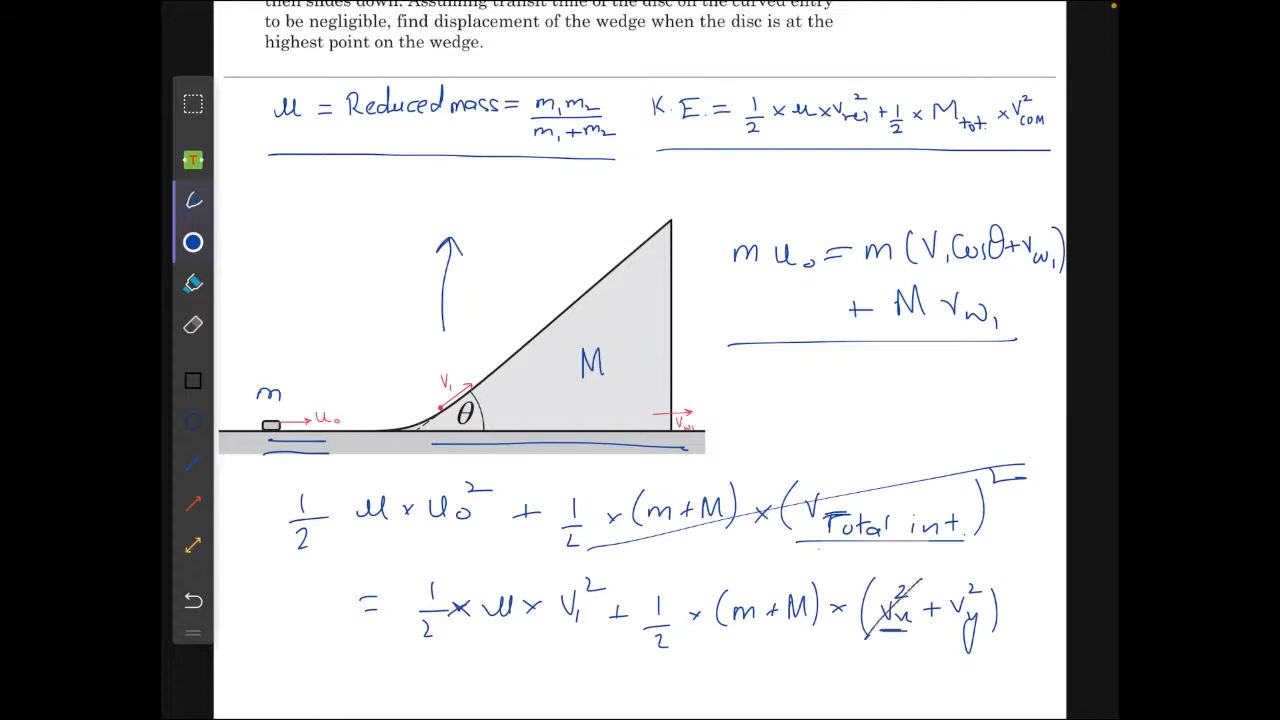 then slides down. Assuming transit time of the disc on the curved entry
to be negligible, find displacement of the wedge when the disc is at the
highest point on the wedge.
μ = Reduced mass = m₁m₂ / m₁+m₂
K.E. = 1/2 × μ × V²rel + 1/2 × Mtot. × V²COM
T
m u₀ = m (V₁ Cosθ + vw₁)
+ M vw₁
M
V₁
θ
m
u₀
Vw₁
1/2 μ × u₀² + 1/2 × (m+M) × (V Total int.)²
= 1/2 × μ × V₁² + 1/2 × (m+M) × (Vx² + Vy²)